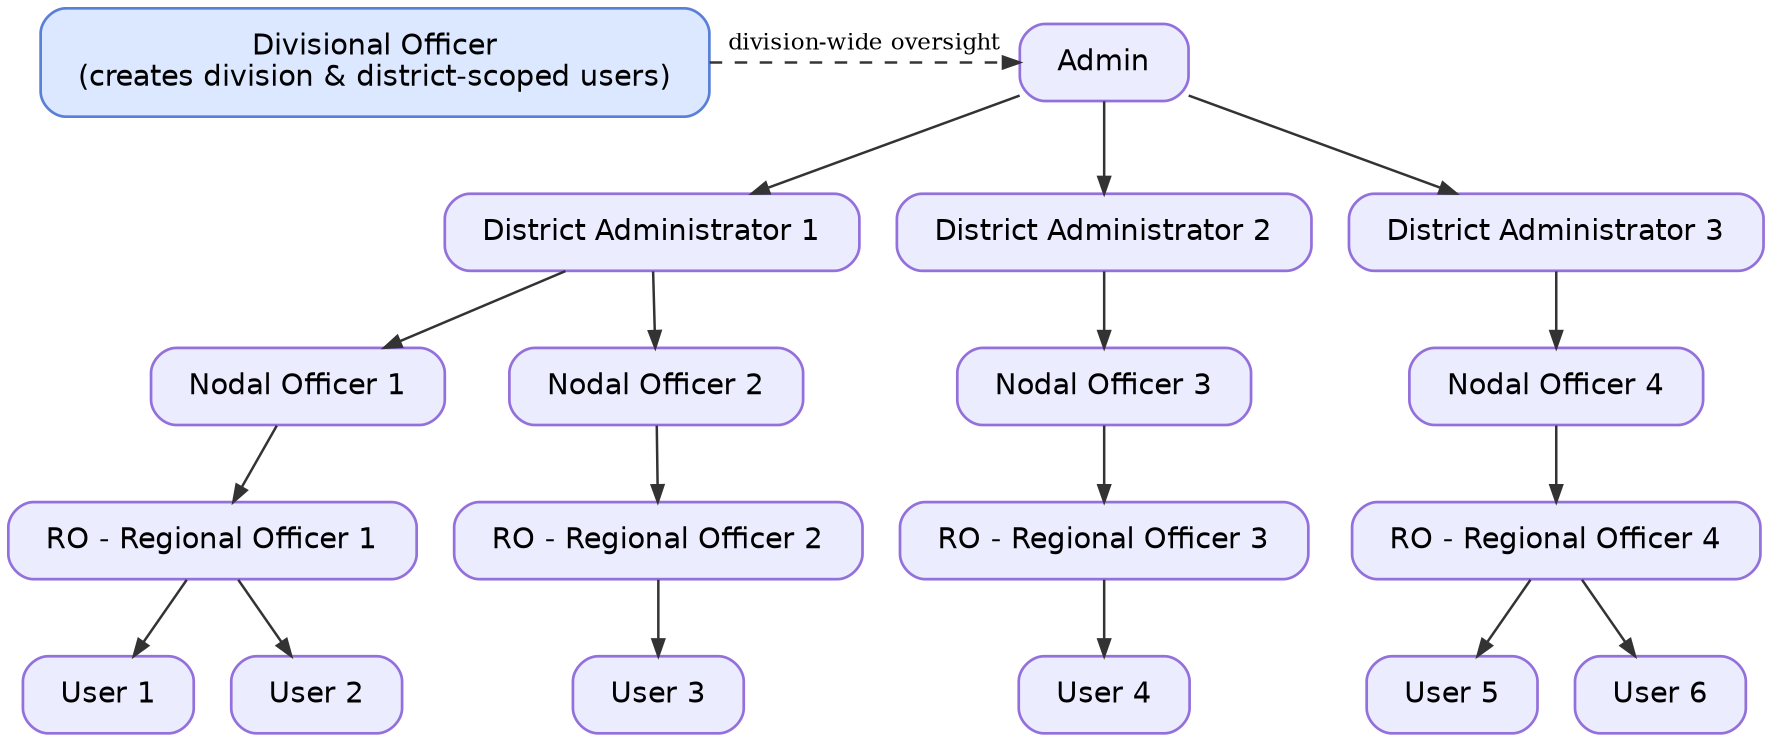 Divisional Officer
(creates division & district-scoped users)
division-wide oversight
Admin
District Administrator 1
District Administrator 2
District Administrator 3
Nodal Officer 1
Nodal Officer 2
Nodal Officer 3
Nodal Officer 4
RO - Regional Officer 1
RO - Regional Officer 2
RO - Regional Officer 3
RO - Regional Officer 4
User 1
User 2
User 3
User 4
User 5
User 6